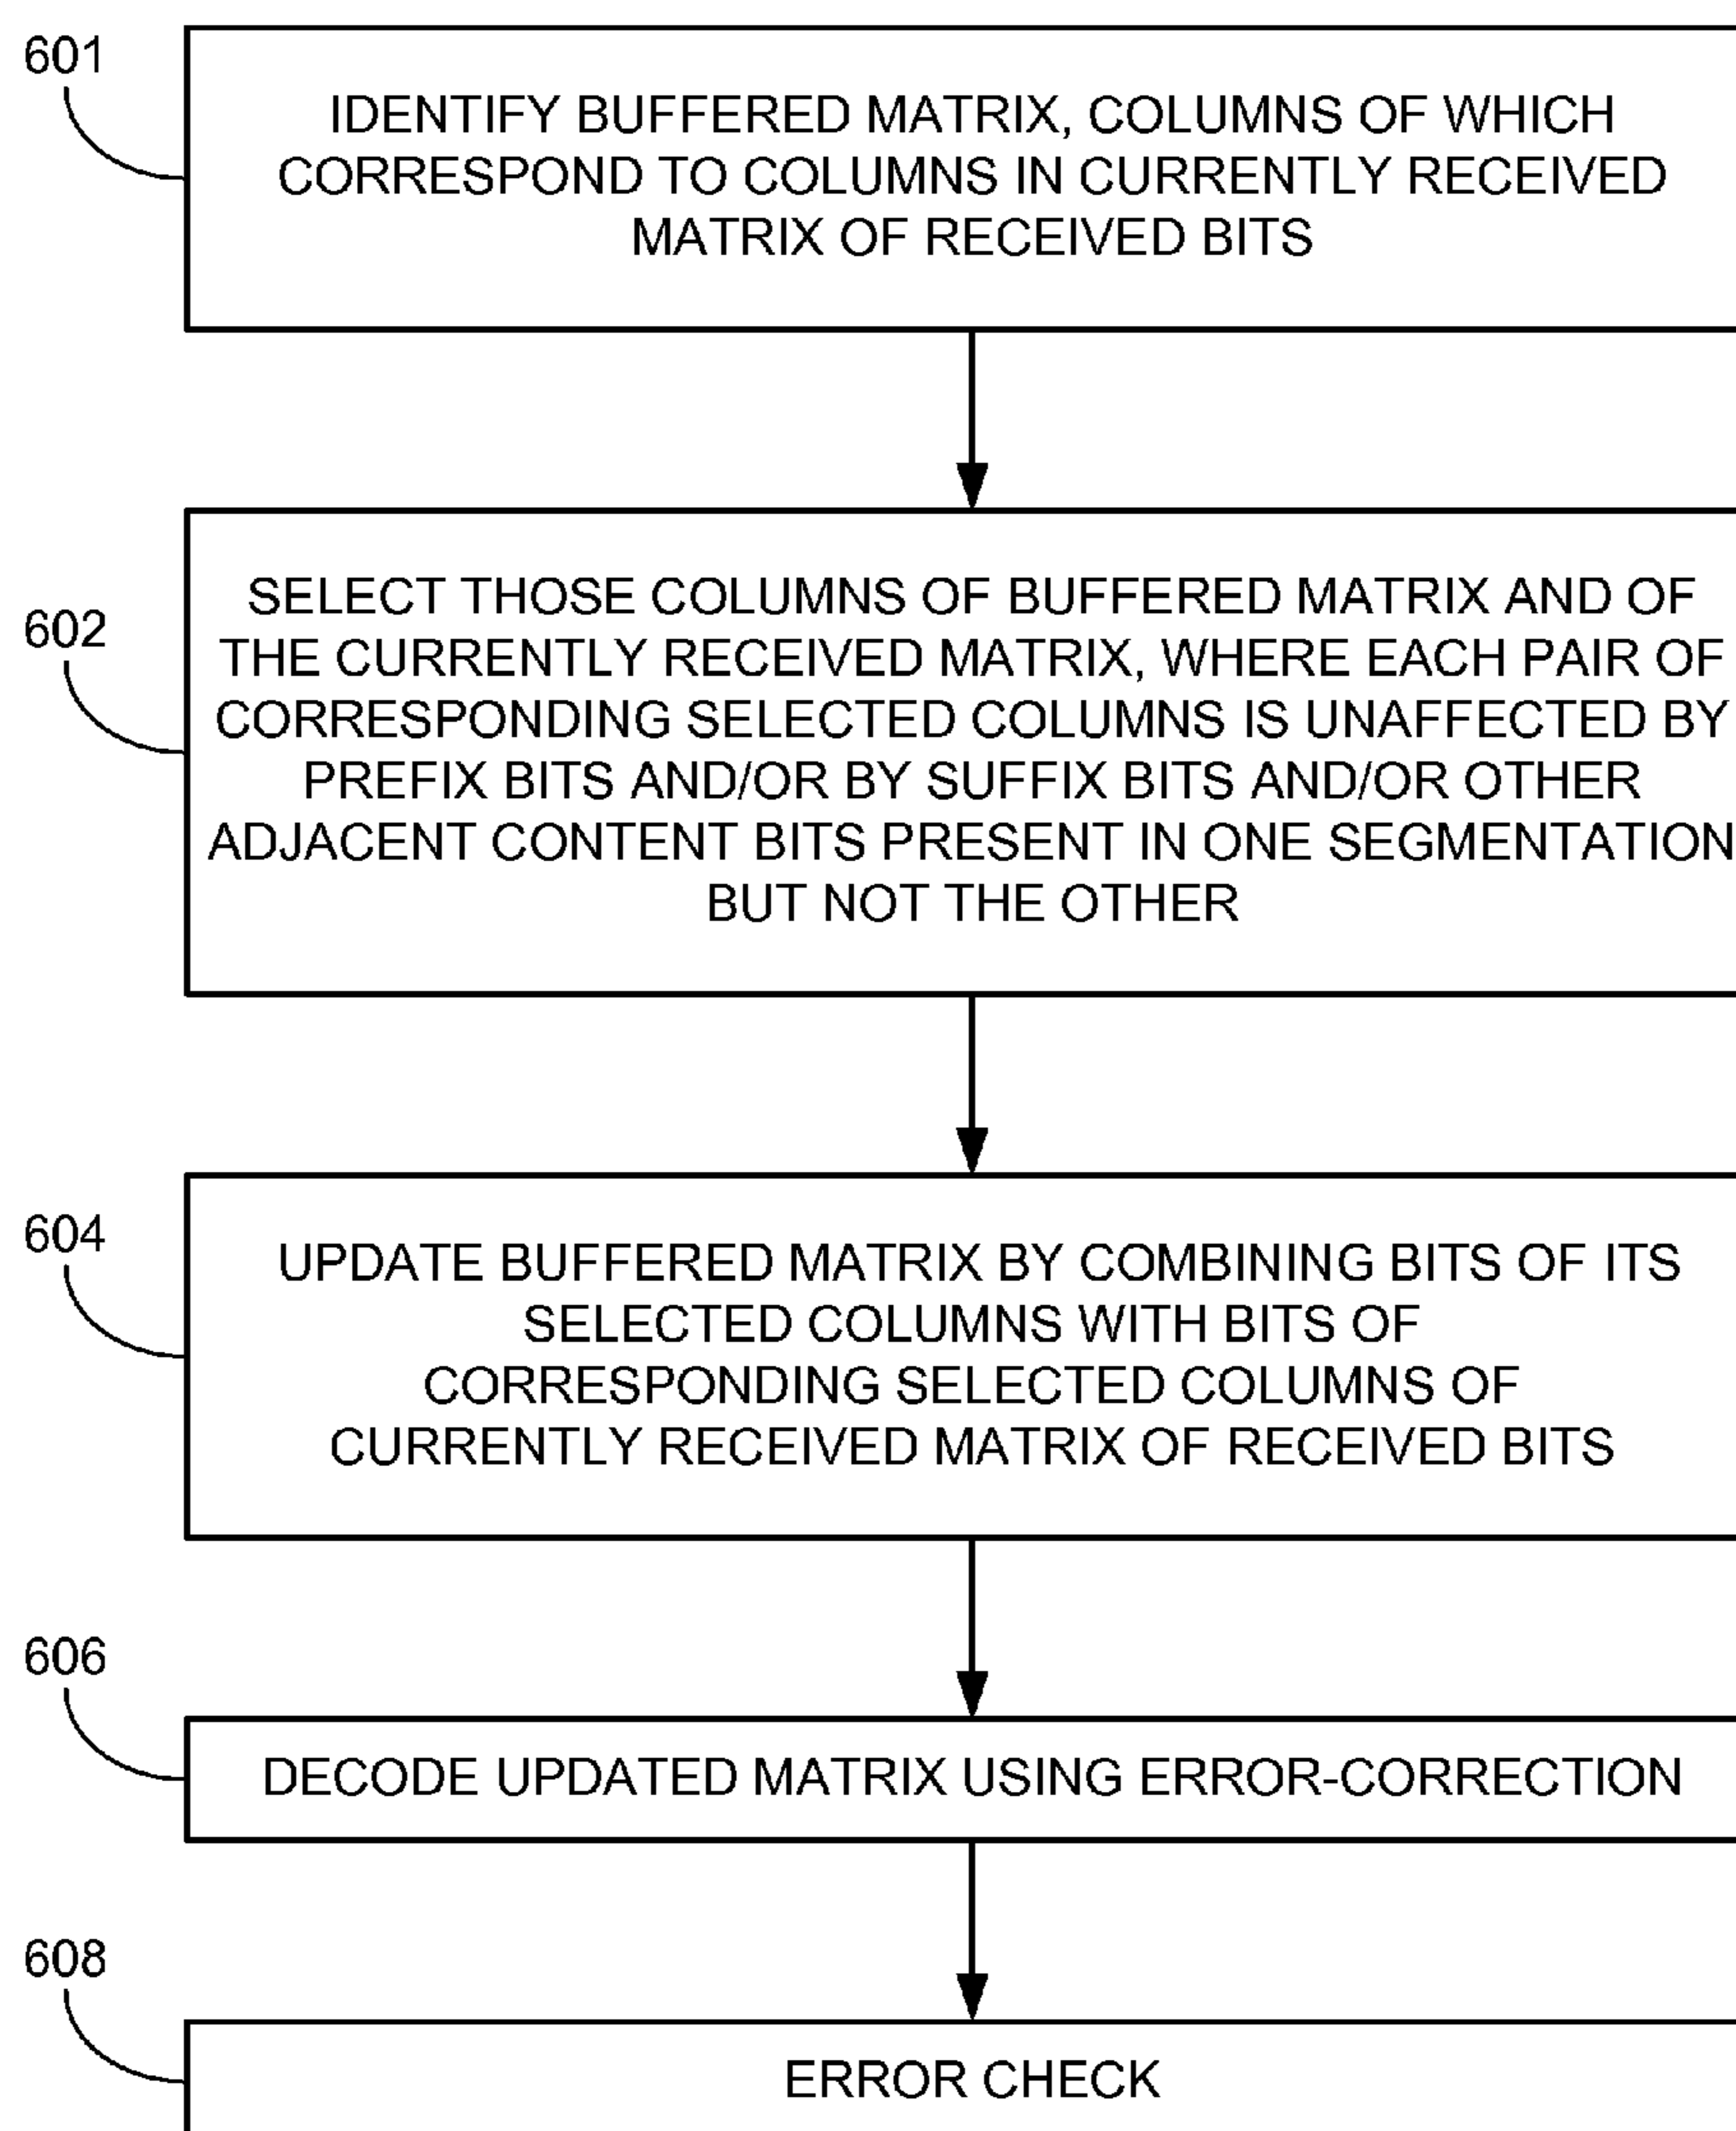 601
IDENTIFY BUFFERED MATRIX, COLUMNS OF WHICH
CORRESPOND TO COLUMNS IN CURRENTLY RECEIVED
MATRIX OF RECEIVED BITS
602
SELECT THOSE COLUMNS OF BUFFERED MATRIX AND OF
THE CURRENTLY RECEIVED MATRIX, WHERE EACH PAIR OF
CORRESPONDING SELECTED COLUMNS IS UNAFFECTED BY
PREFIX BITS AND/OR BY SUFFIX BITS AND/OR OTHER
ADJACENT CONTENT BITS PRESENT IN ONE SEGMENTATION
BUT NOT THE OTHER
604
UPDATE BUFFERED MATRIX BY COMBINING BITS OF ITS
SELECTED COLUMNS WITH BITS OF
CORRESPONDING SELECTED COLUMNS OF
CURRENTLY RECEIVED MATRIX OF RECEIVED BITS
606
DECODE UPDATED MATRIX USING ERROR-CORRECTION
608
ERROR CHECK